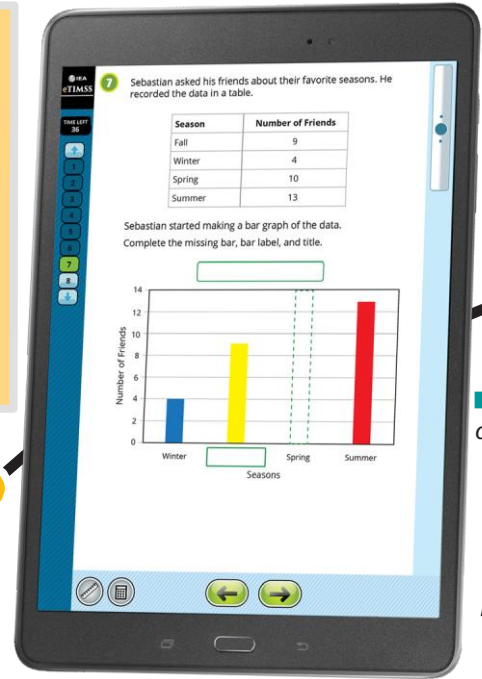 IEA
eTIMSS
TIME LEFT
36
1
2
3
4
5
6
7
8
7
Sebastian asked his friends about their favorite seasons. He
recorded the data in a table.
Season Number of Friends
Fall 9
Winter 4
Spring 10
Summer 13
Sebastian started making a bar graph of the data.
Complete the missing bar, bar label, and title.
14
12
10
8
6
4
2
0
Number of Friends
Winter Spring Summer
Seasons